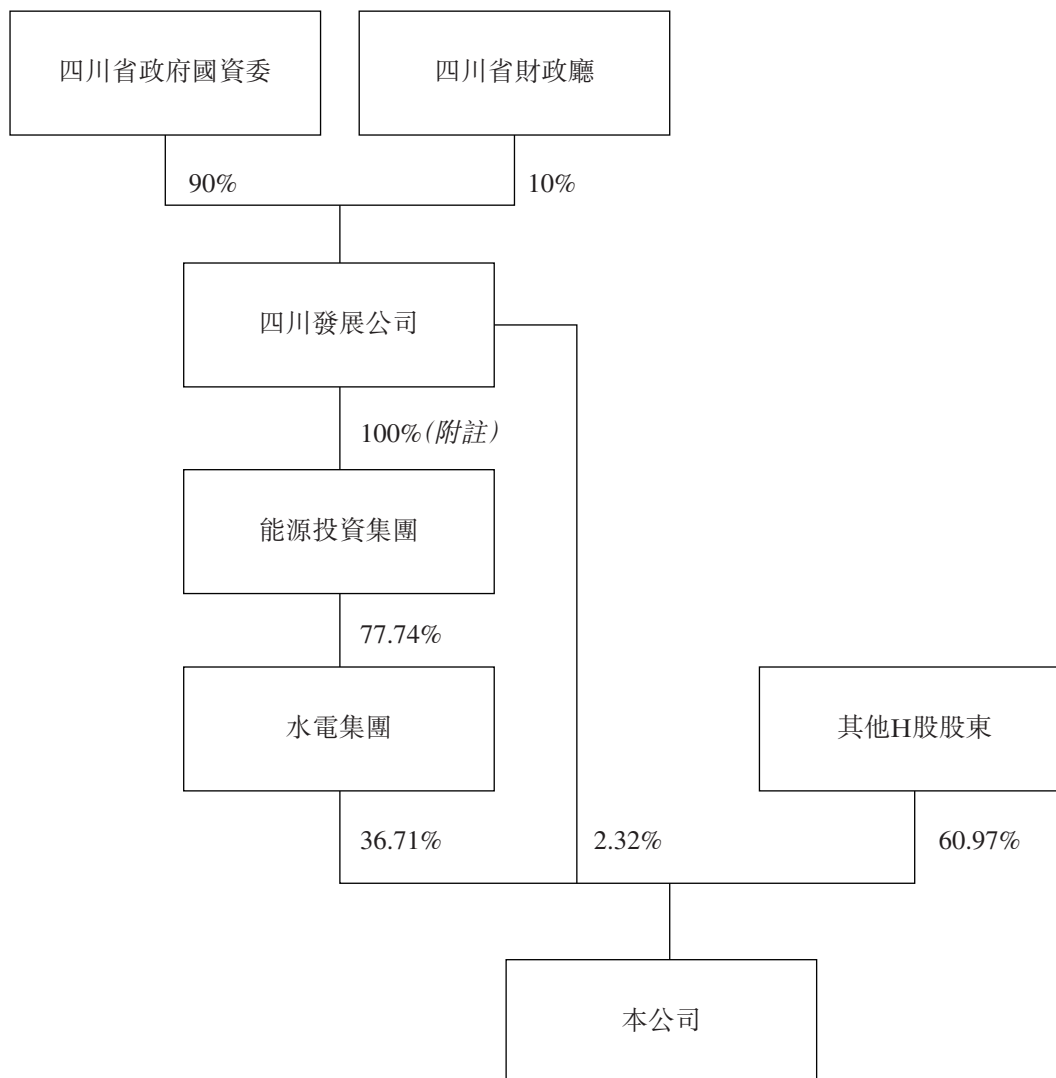 四川省政府國資委
四川省財政廳
90%
10%
四川發展公司
100%(附註)
能源投資集團
77.74%
水電集團
其他H股股東
36.71%
2.32%
60.97%
本公司